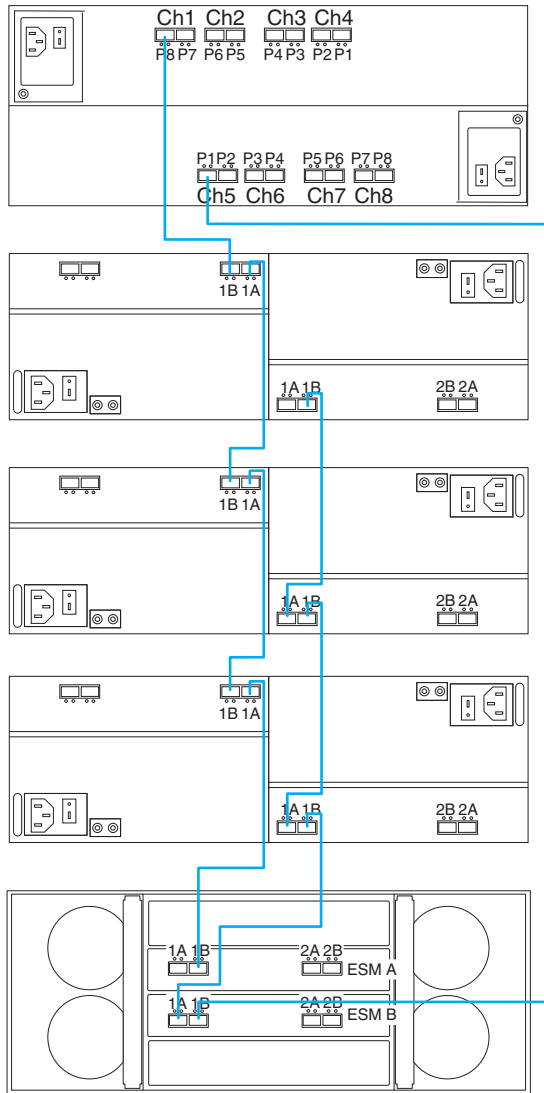 Ch1 Ch2 Ch3 Ch4
P8 P7 P6 P5 P4 P3 P2 P1
P1 P2 P3 P4 P5 P6 P7 P8
Ch5 Ch6 Ch7 Ch8
1B 1A
1A 1B 2B 2A
1B 1A
1A 1B 2B 2A
1B 1A
1A 1B 2B 2A
1A 1B 2A 2B
ESM A
1A 1B 2A 2B
ESM B